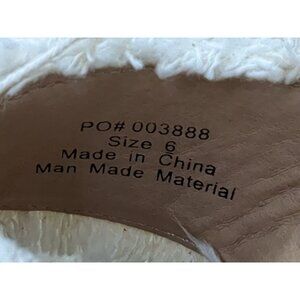 PO# 003888
Size 6
Made in China
Man Made Material